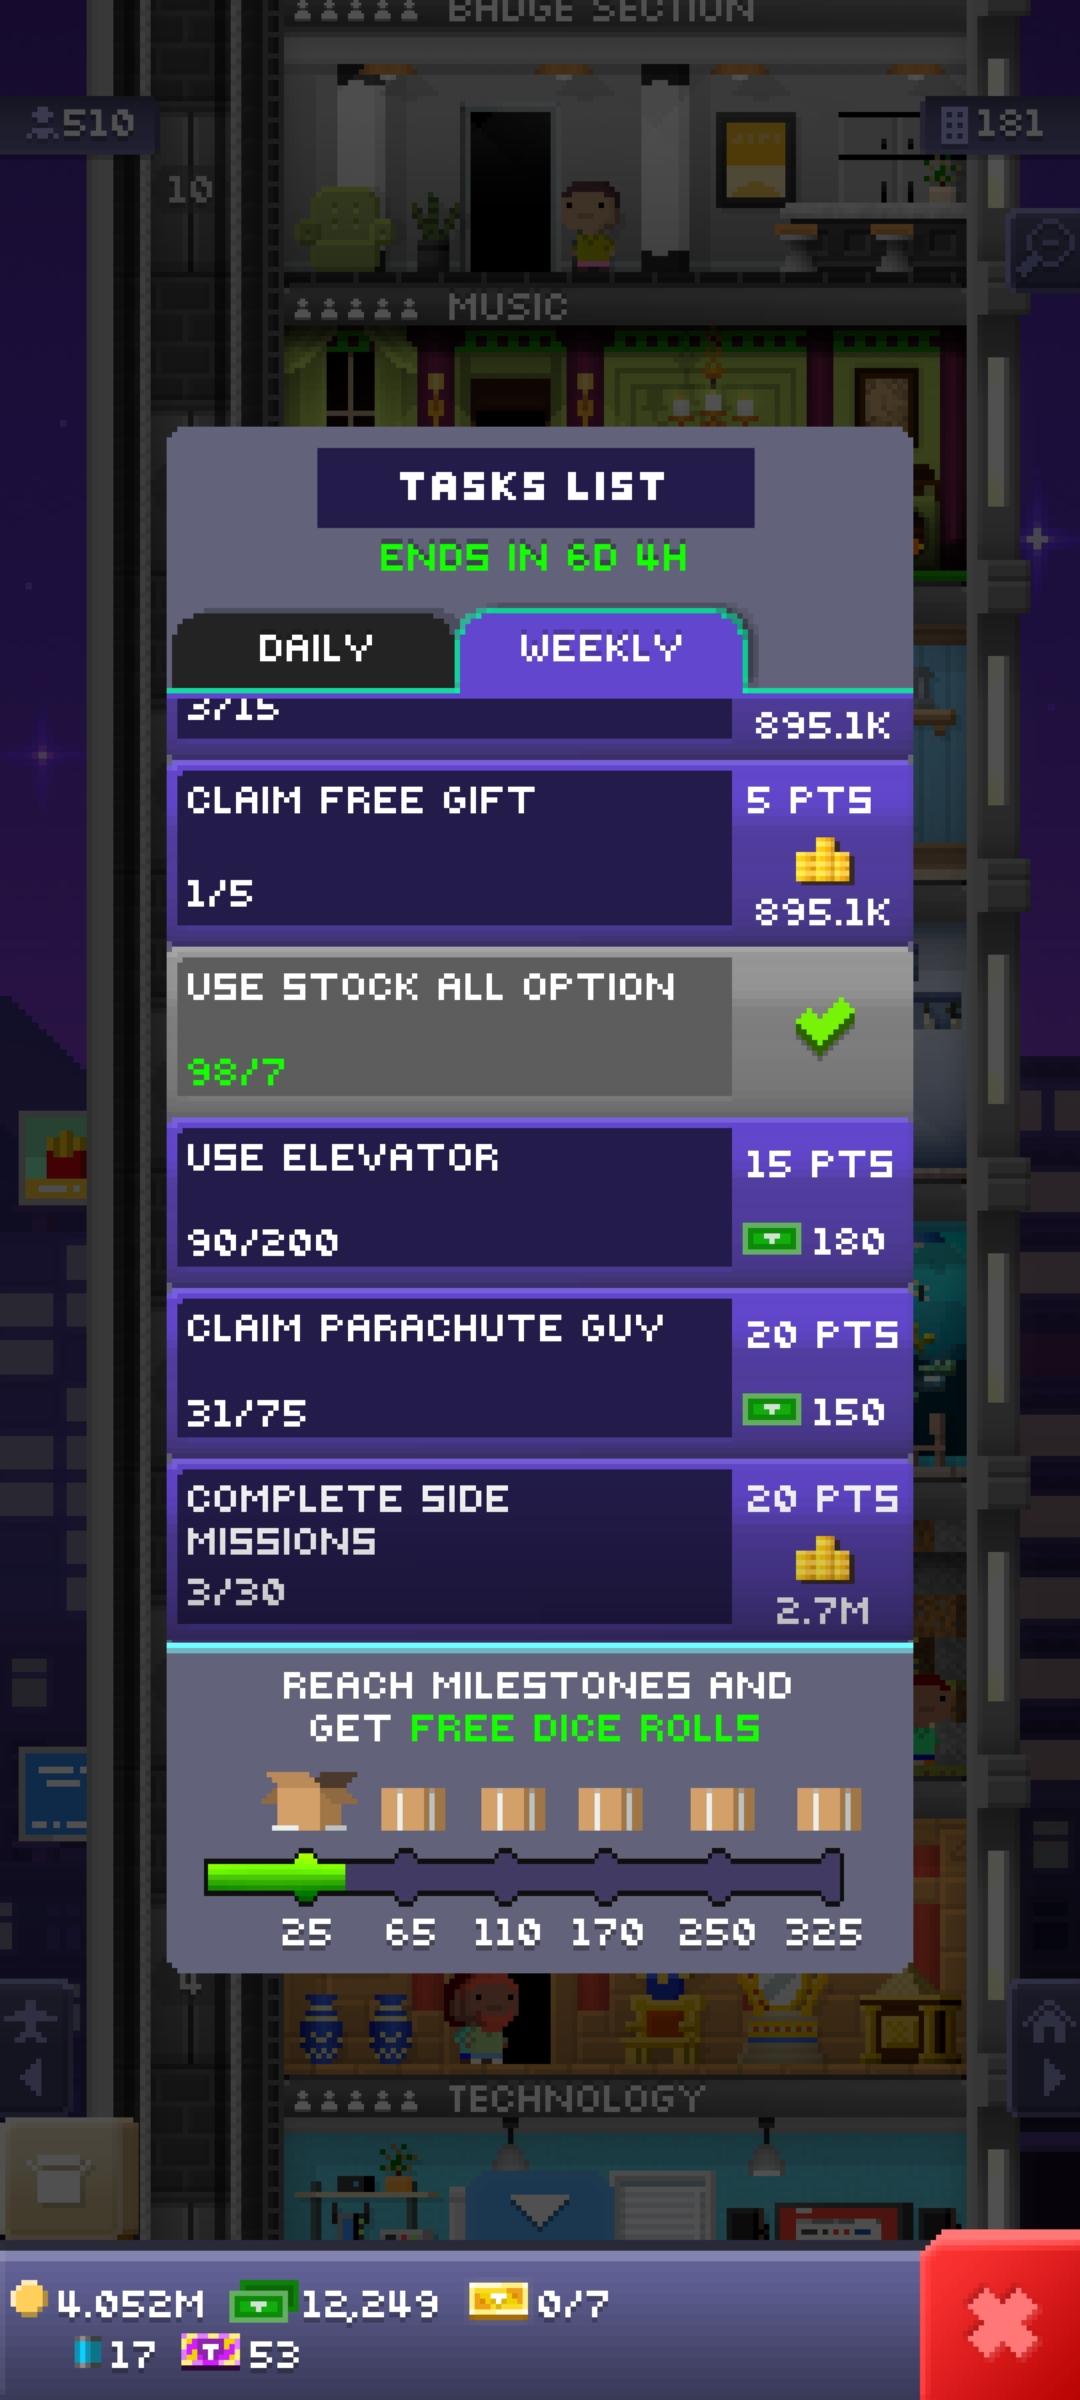 BADGE SECTION
510
181
10
MUSIC
TASKS LIST
ENDS IN 6D 4H
DAILY
WEEKLY
3/15
895.1K
CLAIM FREE GIFT
5 PTS
1/5
895.1K
USE STOCK ALL OPTION
98/7
USE ELEVATOR
15 PTS
90/200
180
CLAIM PARACHUTE GUY
20 PTS
31/75
150
COMPLETE SIDE
MISSIONS
20 PTS
3/30
2.7M
REACH MILESTONES AND
GET FREE DICE ROLLS
25 65 110 170 250 325
4
TECHNOLOGY
4.052M 12,249 0/7
17 53